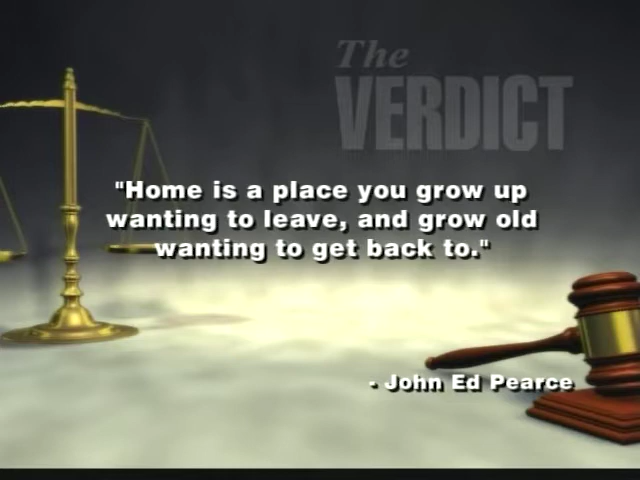 The
VERDICT
"Home is a place you grow up
wanting to leave, and grow old
wanting to get back to."
- John Ed Pearce